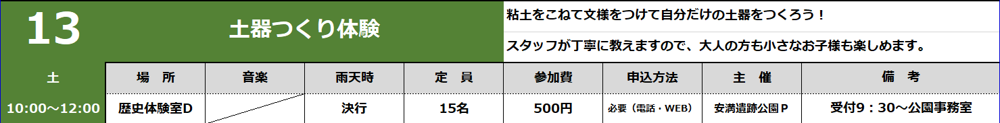 13
土器つくり体験
粘土をこねて文様をつけて自分だけの土器をつくろう！
スタッフが丁寧に教えますので、大人の方も小さなお子様も楽しめます。
土
場　所
音楽
雨天時
定　員
参加費
申込方法
主　催
備　考
10:00～12:00
歴史体験室D
決行
15名
500円
必要（電話・WEB）
安満遺跡公園Ｐ
受付9：30～公園事務室